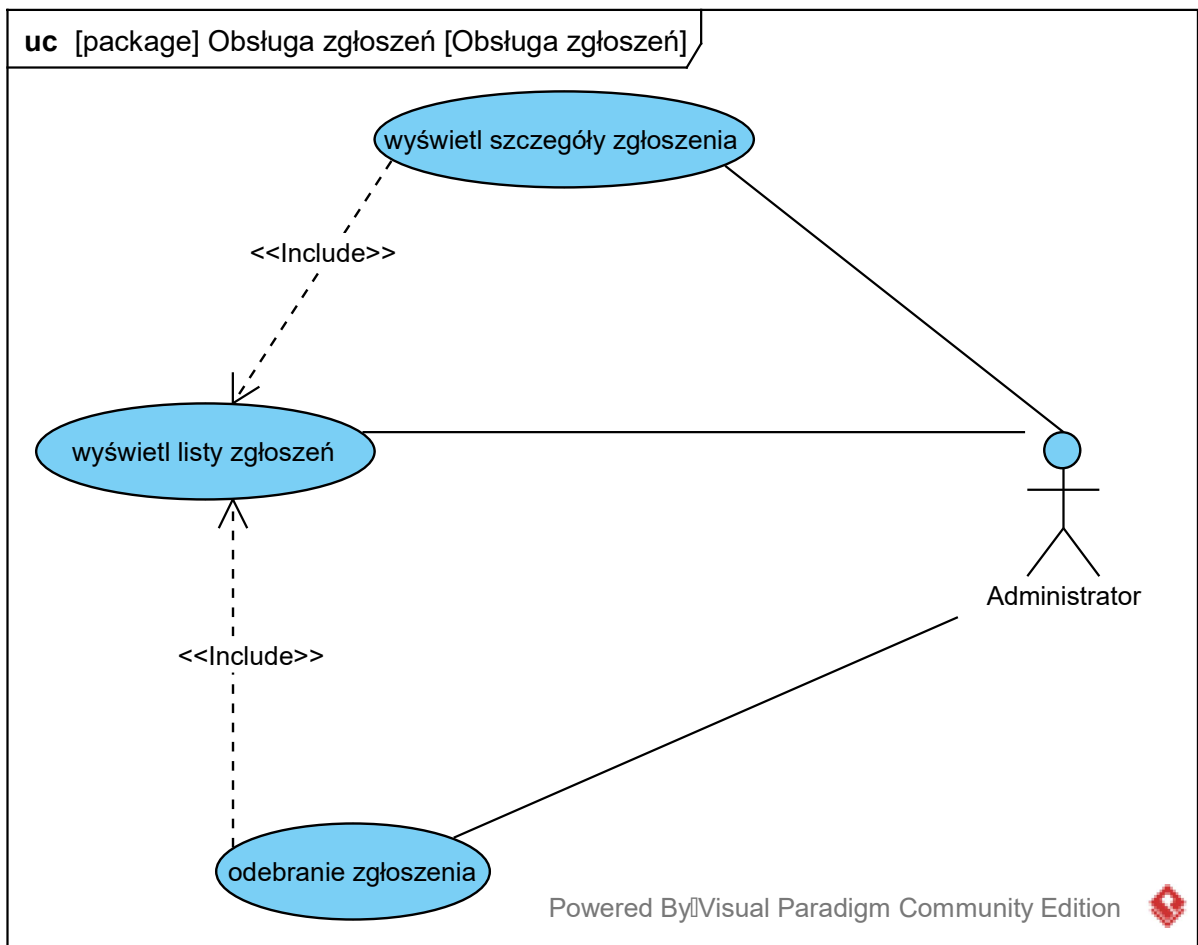 uc [package] Obsługa zgłoszeń [Obsługa zgłoszeń]
wyświetl szczegóły zgłoszenia
<<Include>>
wyświetl listy zgłoszeń
Administrator
<<Include>>
odebranie zgłoszenia
Powered By Visual Paradigm Community Edition